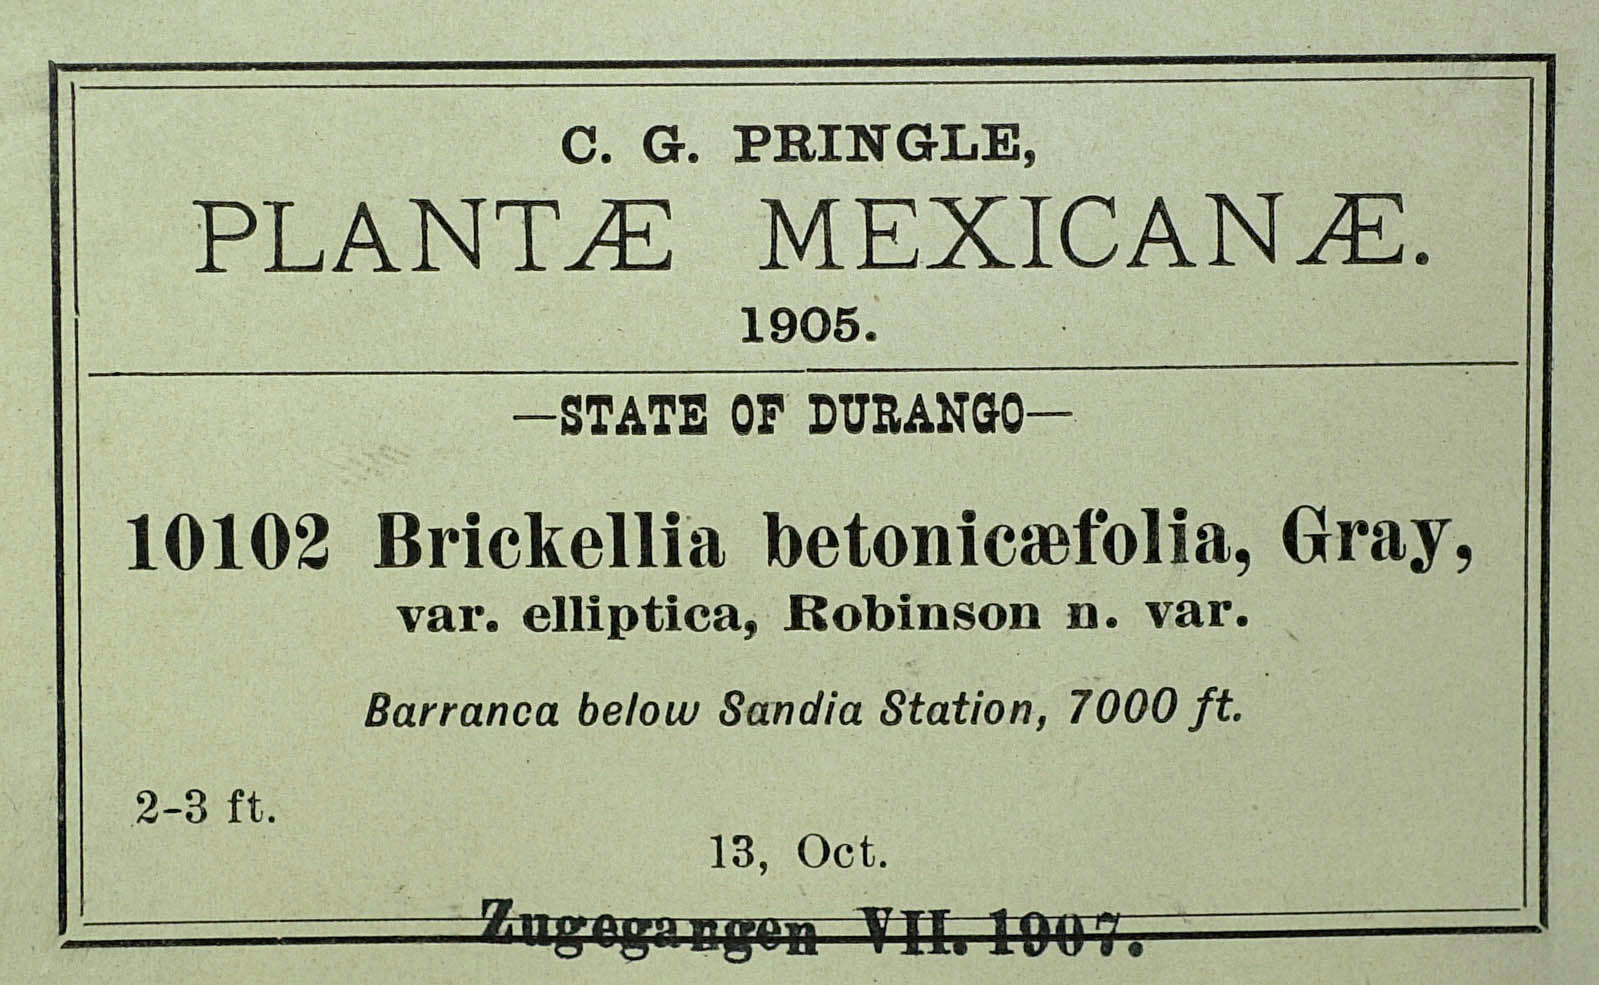 C. G. PRINGLE,
PLANTÆ MEXICANÆ.
1905.
—STATE OF DURANGO—
10102 Brickellia betonicæfolia, Gray,
var. elliptica, Robinson n. var.
Barranca below Sandia Station, 7000 ft.
2-3 ft.
13, Oct.
Zugegangen VII. 1907.